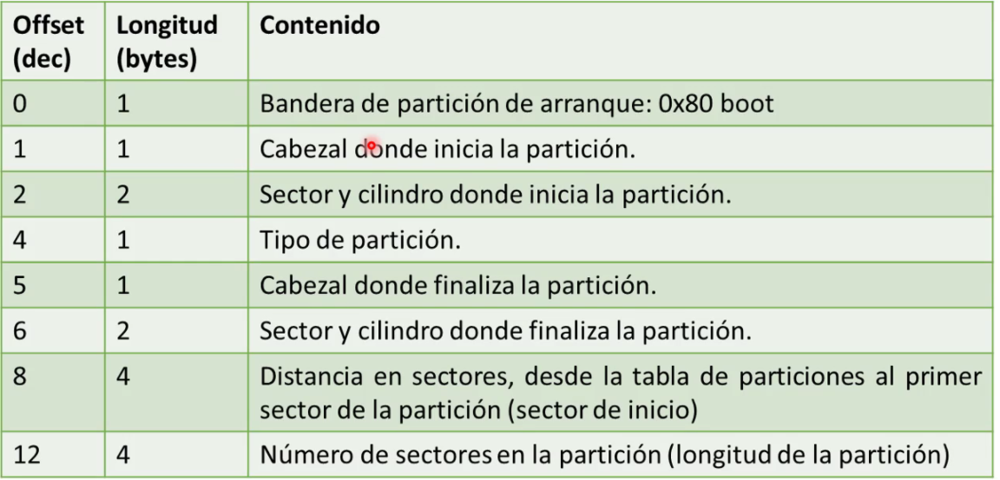 Offset (dec) Longitud (bytes) Contenido
0 1 Bandera de partición de arranque: 0x80 boot
1 1 Cabezal donde inicia la partición.
2 2 Sector y cilindro donde inicia la partición.
4 1 Tipo de partición.
5 1 Cabezal donde finaliza la partición.
6 2 Sector y cilindro donde finaliza la partición.
8 4 Distancia en sectores, desde la tabla de particiones al primer
sector de la partición (sector de inicio)
12 4 Número de sectores en la partición (longitud de la partición)